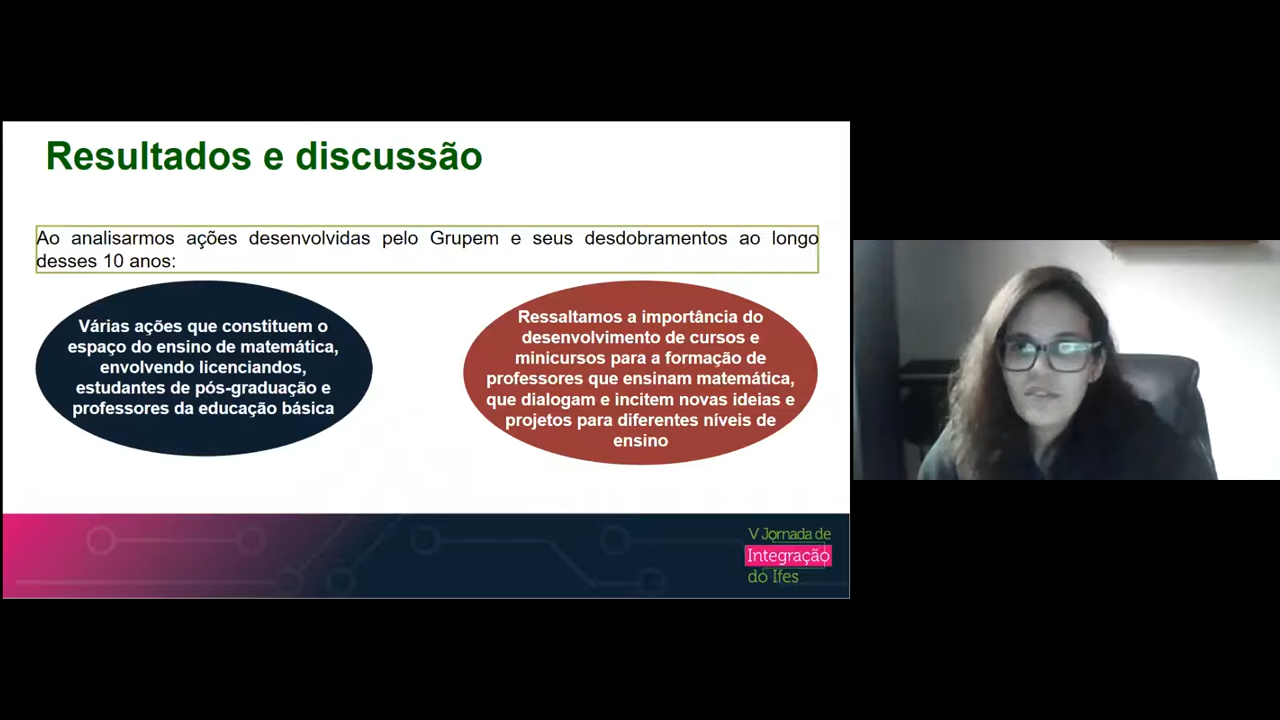 Resultados e discussão
Ao analisarmos ações desenvolvidas pelo Grupem e seus desdobramentos ao longo
desses 10 anos:
Várias ações que constituem o
espaço do ensino de matemática,
envolvendo licenciandos,
estudantes de pós-graduação e
professores da educação básica
Ressaltamos a importância do
desenvolvimento de cursos e
minicursos para a formação de
professores que ensinam matemática,
que dialogam e incitem novas ideias e
projetos para diferentes níveis de
ensino
V Jornada de
Integração
do Ifes